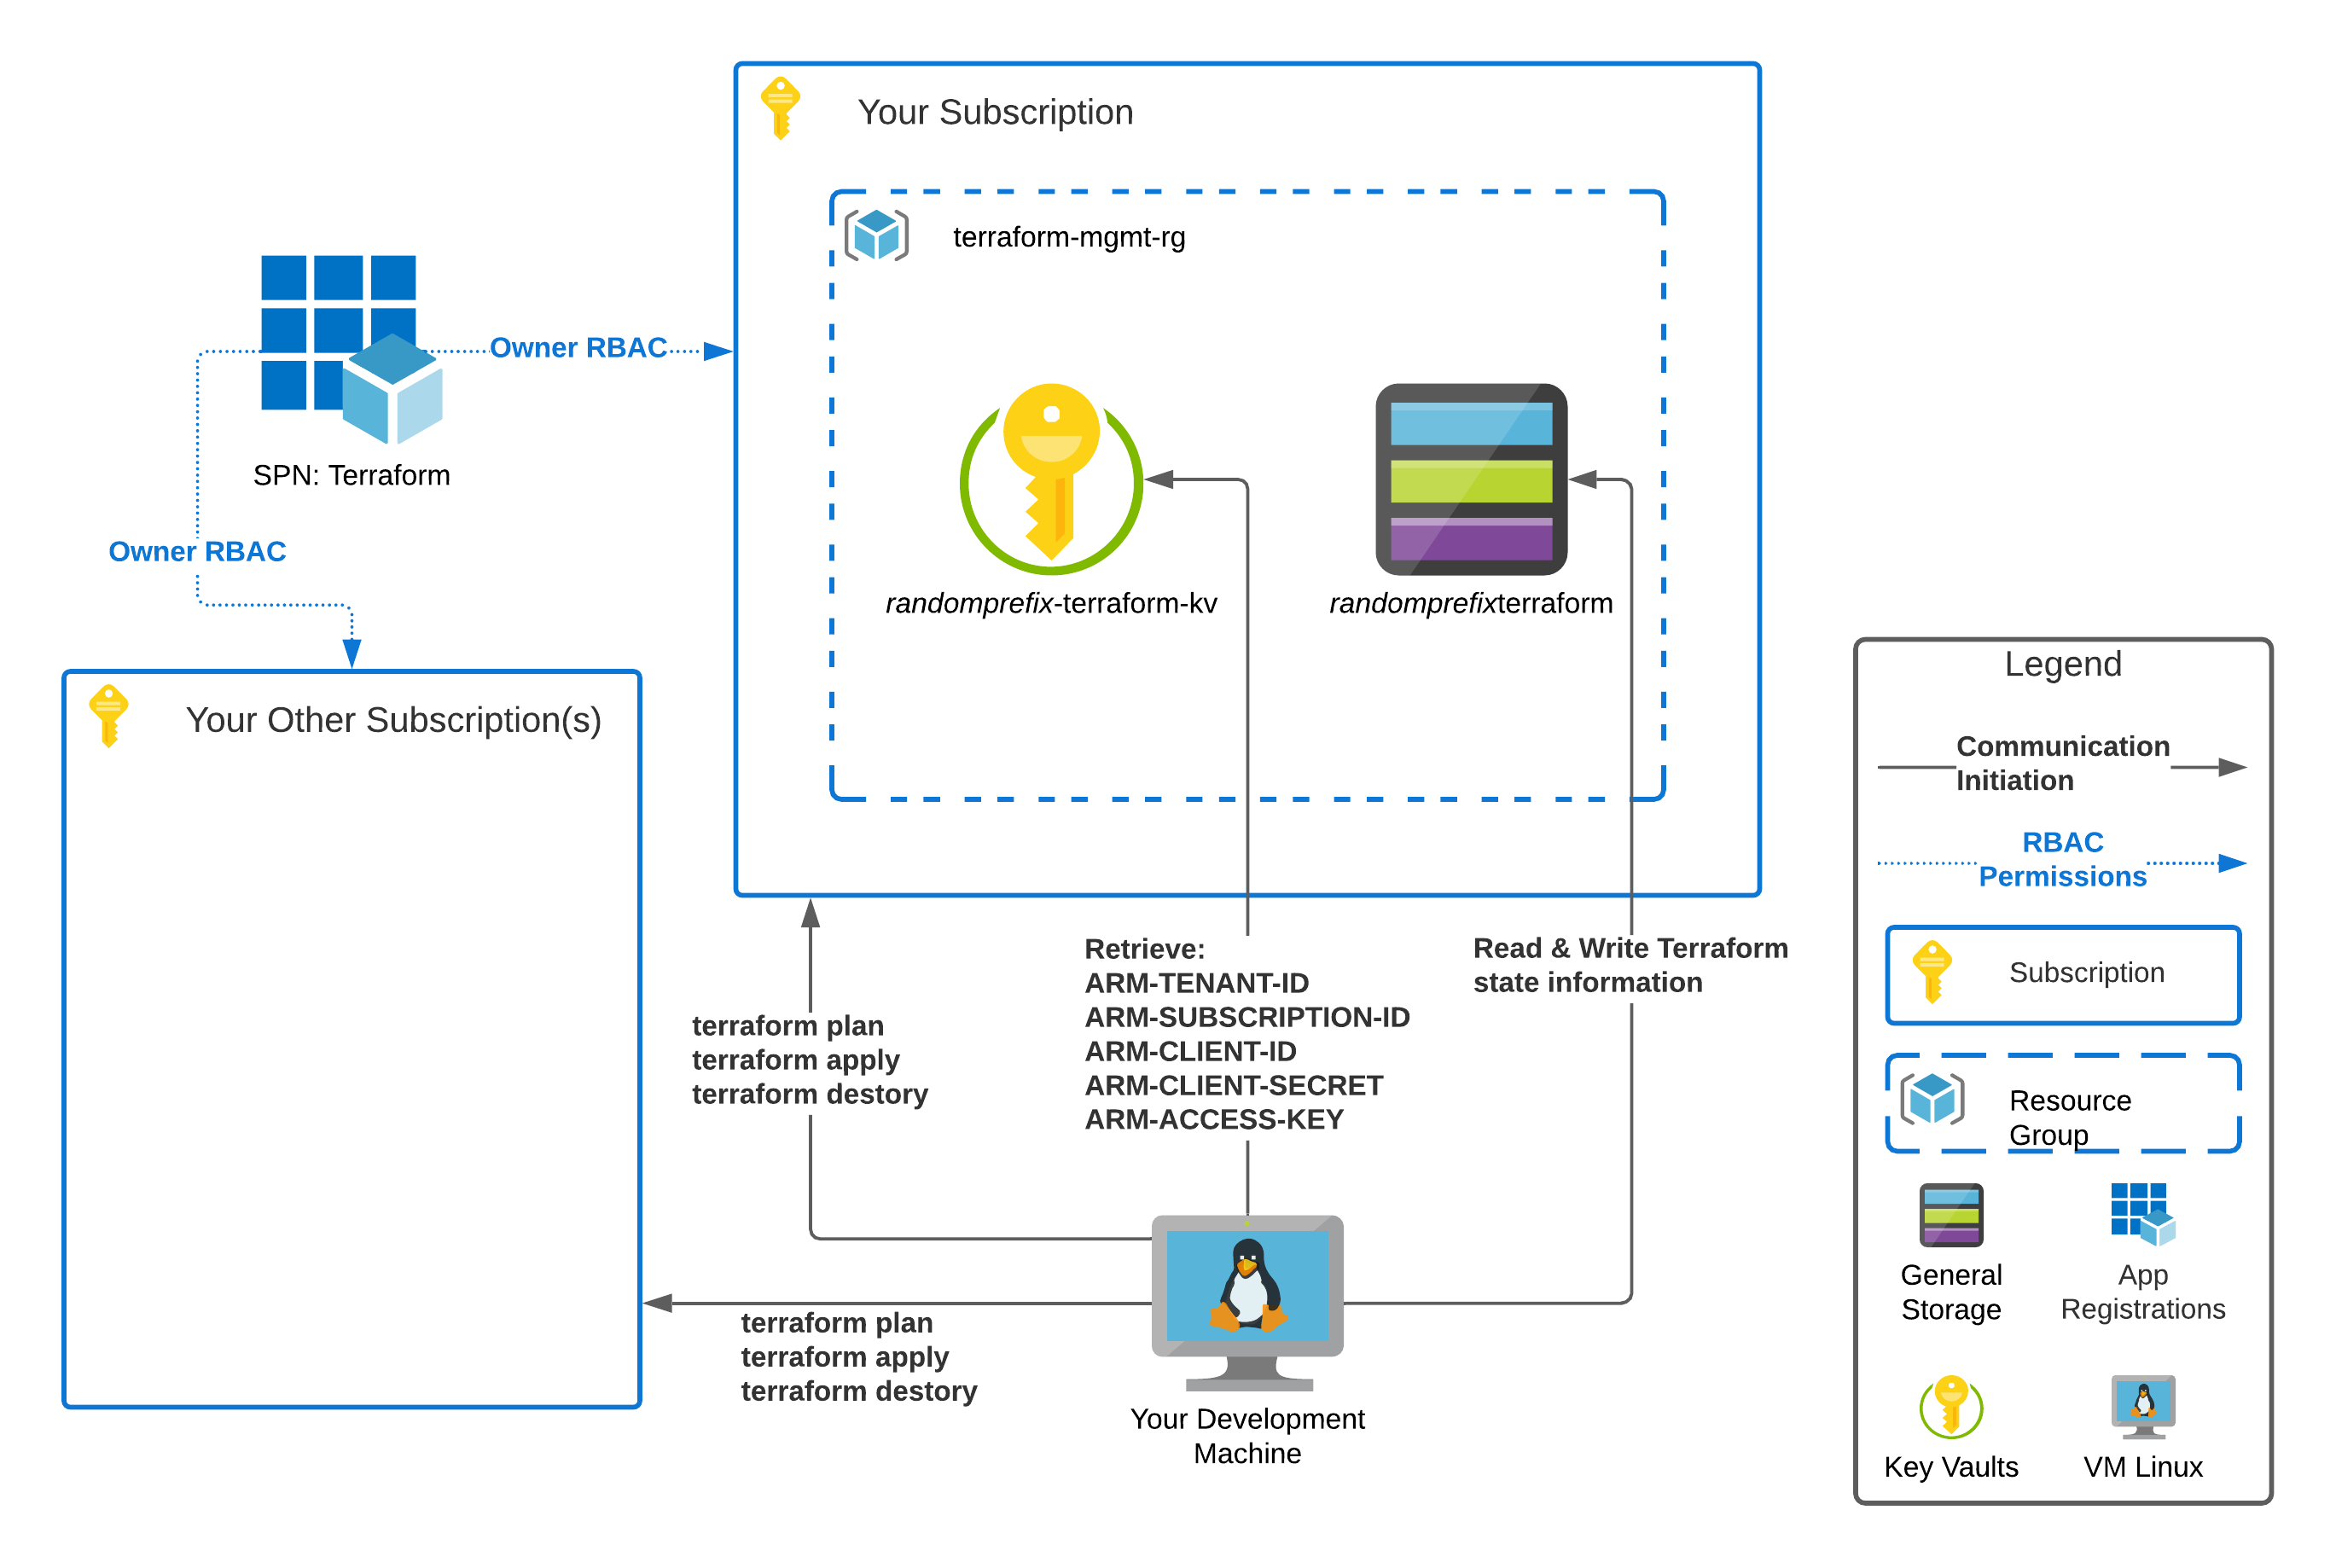 Your Subscription
terraform-mgmt-rg
Owner RBAC
SPN: Terraform
Owner RBAC
randomprefix-terraform-kv
randomprefixterraform
Your Other Subscription(s)
terraform plan
terraform apply
terraform destory
Retrieve:
ARM-TENANT-ID
ARM-SUBSCRIPTION-ID
ARM-CLIENT-ID
ARM-CLIENT-SECRET
ARM-ACCESS-KEY
Read & Write Terraform
state information
terraform plan
terraform apply
terraform destory
Your Development
Machine
Legend
Communication
Initiation
RBAC
Permissions
Subscription
Resource
Group
General
Storage
App
Registrations
Key Vaults
VM Linux